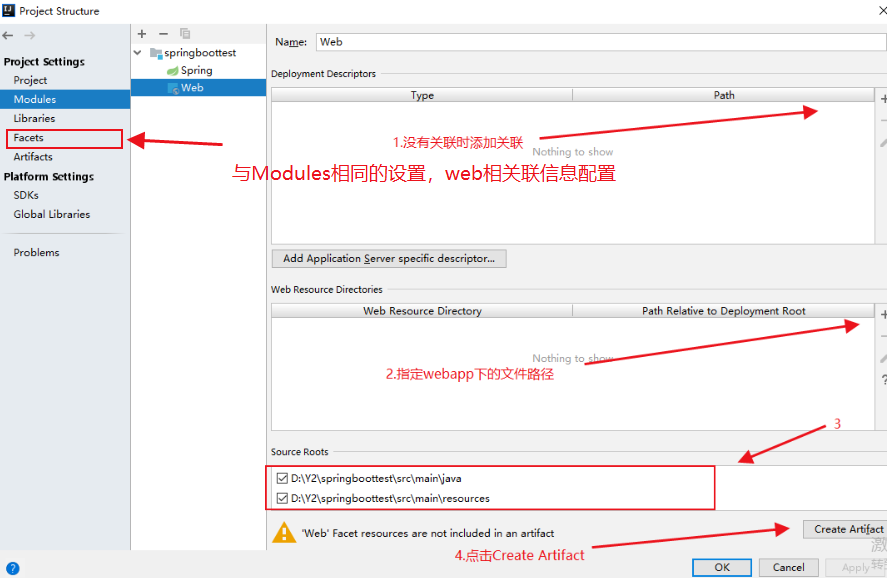 Project Structure
Project Settings
Project
Modules
Libraries
Facets
Artifacts
Platform Settings
SDKs
Global Libraries
Problems
springboottest
Spring
Web
Name: Web
Deployment Descriptors
Type Path
1.没有关联时添加关联
Nothing to show
与Modules相同的设置，web相关联信息配置
Add Application Server specific descriptor...
Web Resource Directories
Web Resource Directory Path Relative to Deployment Root
Nothing to show
2.指定webapp下的文件路径
3
Source Roots
D:\Y2\springboottest\src\main\java
D:\Y2\springboottest\src\main\resources
'Web' Facet resources are not included in an artifact
Create Artifact
4.点击Create Artifact
激
OK Cancel Apply 转